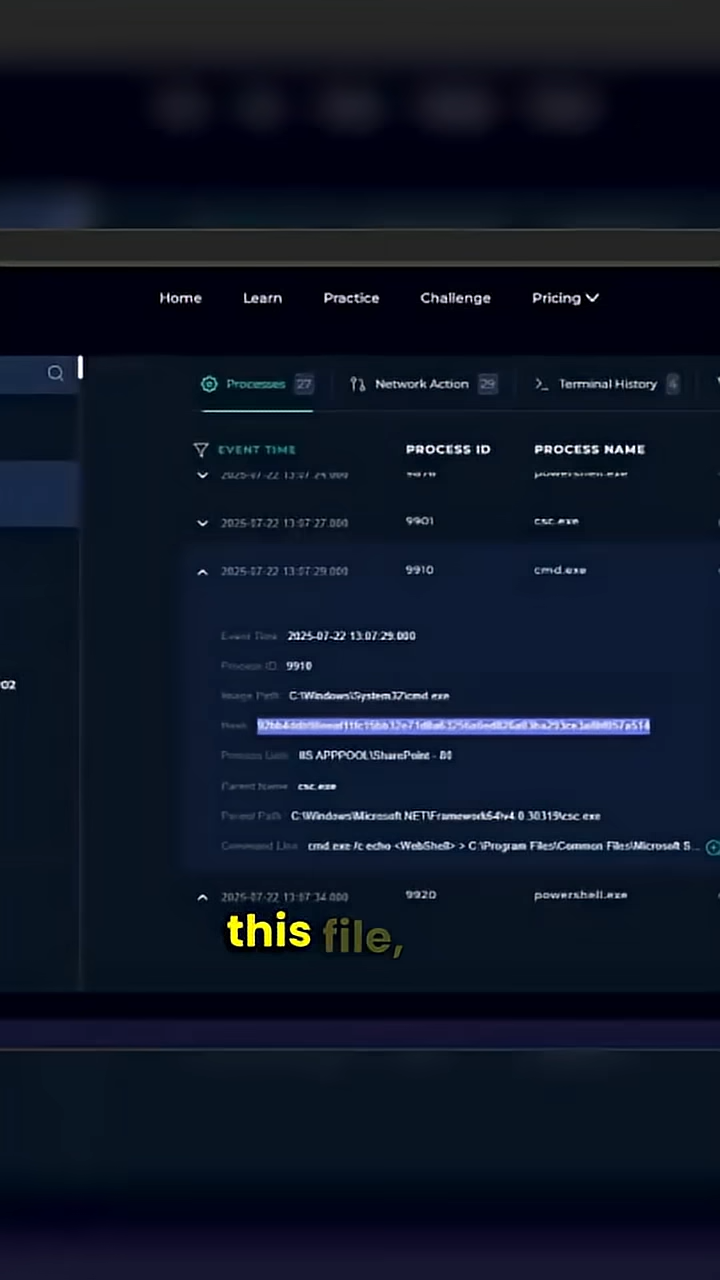 Home Learn Practice Challenge Pricing
Processes 27 Network Action 29 Terminal History 4
EVENT TIME PROCESS ID PROCESS NAME
powershell.exe
2025-07-22 13:07:27.000 9901 csc.exe
2025-07-22 13:07:29.000 9910 cmd.exe
Event Time 2025-07-22 13:07:29.000
Process ID 9910
02
Image Path C:\Windows\System32\cmd.exe
Hash
IIS APPPOOL\SharePoint - 80
Parent Name csc.exe
Parent Path C:\Windows\Microsoft.NET\Framework64\v4.0.30319\csc.exe
Command Line cmd.exe /c echo <WebShell> > C:\Program Files\Common Files\Microsoft S...
2025-07-22 13:07:34.000 9920 powershell.exe
this file,